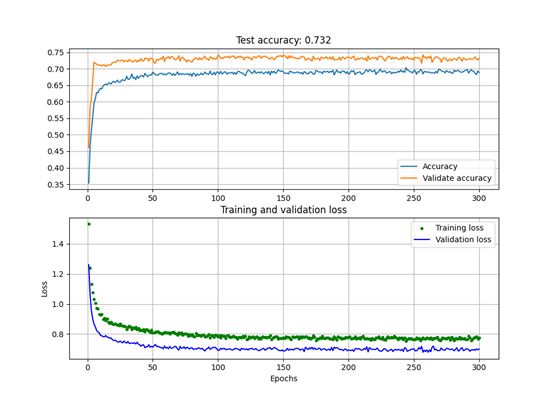 Test accuracy: 0.732
0.75
0.70
0.65
0.60
0.55
0.50
0.45
0.40
0.35
0 50 100 150 200 250 300
Accuracy
Validate accuracy
Training and validation loss
1.4
1.2
1.0
0.8
Loss
Training loss
Validation loss
0 50 100 150 200 250 300
Epochs